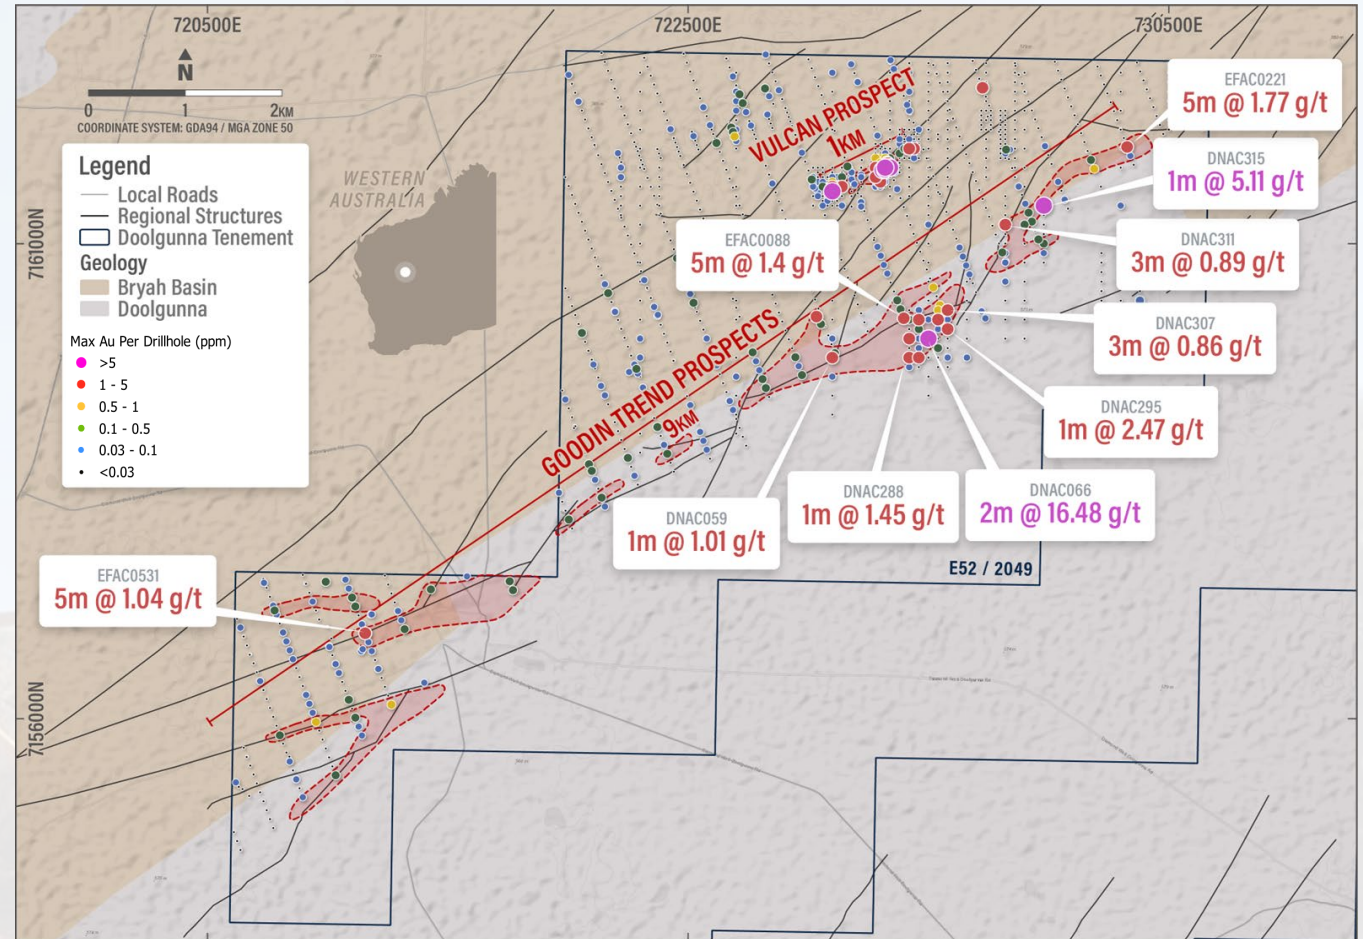 720500E
722500E
730500E
N
0 1 2KM
COORDINATE SYSTEM: GDA94 / MGA ZONE 50
Legend
Local Roads
Regional Structures
Doolgunna Tenement
Geology
Bryah Basin
Doolgunna
Max Au Per Drillhole (ppm)
>5
1 - 5
0.5 - 1
0.1 - 0.5
0.03 - 0.1
<0.03
WESTERN
AUSTRALIA
7161000N
7156000N
VULCAN PROSPECT
1KM
GOODIN TREND PROSPECTS
9KM
EFAC0221
5m @ 1.77 g/t
DNAC315
1m @ 5.11 g/t
DNAC311
3m @ 0.89 g/t
EFAC0088
5m @ 1.4 g/t
DNAC307
3m @ 0.86 g/t
DNAC295
1m @ 2.47 g/t
DNAC059
1m @ 1.01 g/t
DNAC288
1m @ 1.45 g/t
DNAC066
2m @ 16.48 g/t
EFAC0531
5m @ 1.04 g/t
E52 / 2049